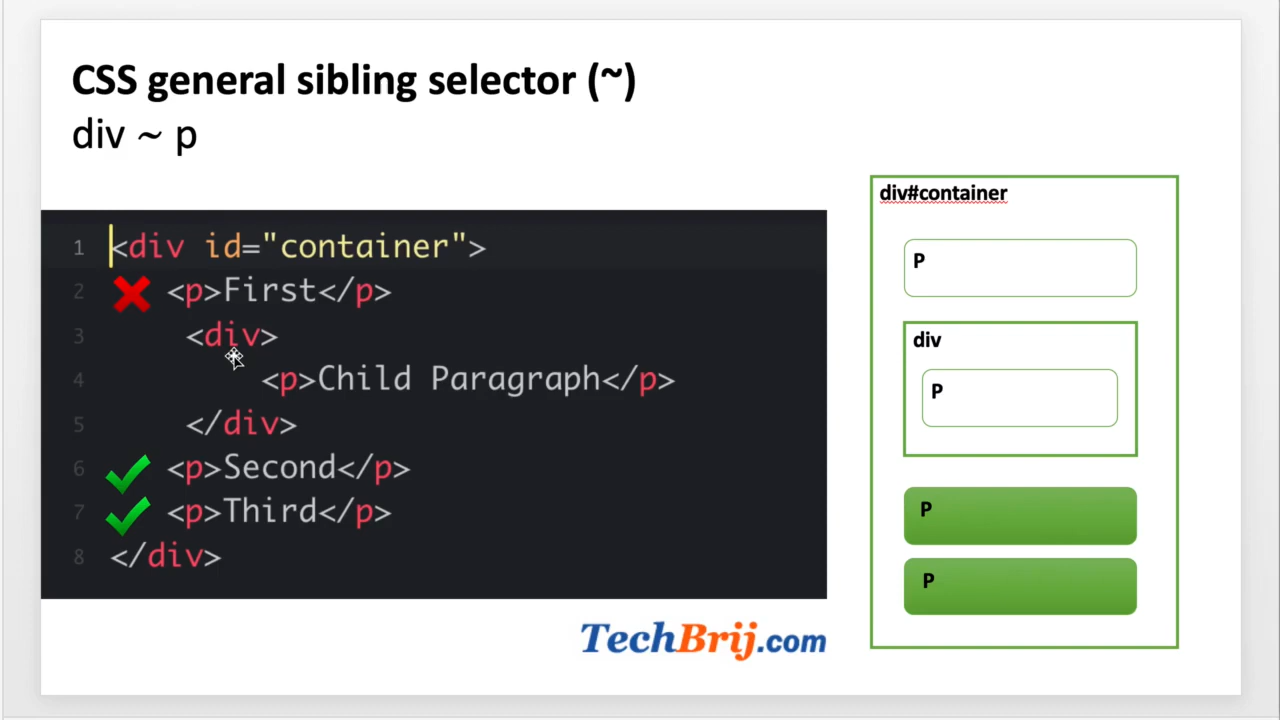 CSS general sibling selector (~)
div ~ p
1 <div id="container">
2 <p>First</p>
3 <div>
4 <p>Child Paragraph</p>
5 </div>
6 <p>Second</p>
7 <p>Third</p>
8 </div>
div#container
P
div
P
P
P
TechBrij.com